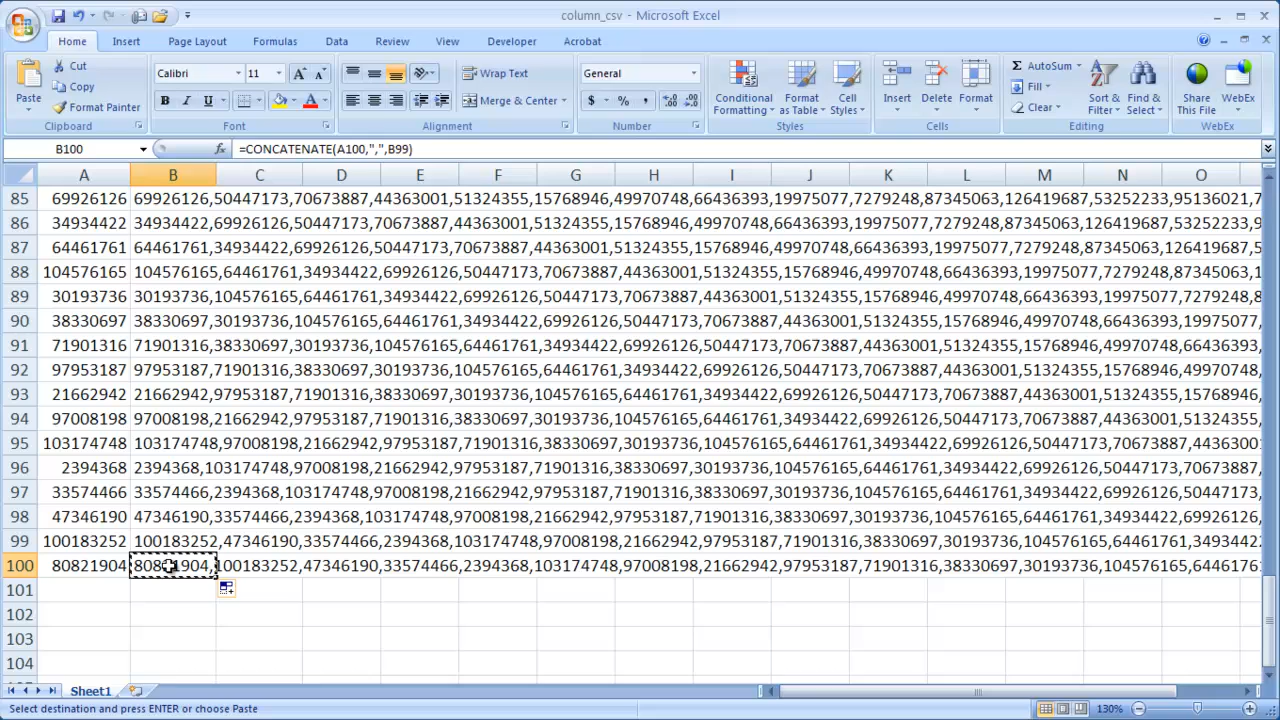 column_csv - Microsoft Excel
Home Insert Page Layout Formulas Data Review View Developer Acrobat
Paste
Cut
Copy
Format Painter
Clipboard
Calibri 11
B I U
Font
Wrap Text
Merge & Center
Alignment
General
$ % ,
Number
Conditional Formatting
Format as Table
Cell Styles
Styles
Insert
Delete
Format
Cells
AutoSum
Fill
Clear
Sort & Filter
Find & Select
Editing
Share This File
WebEx
WebEx
B100 fx =CONCATENATE(A100,",",B99)
A B C D E F G H I J K L M N O
85 69926126 69926126,50447173,70673887,44363001,51324355,15768946,49970748,66436393,19975077,7279248,87345063,126419687,53252233,95136021,7
86 34934422 34934422,69926126,50447173,70673887,44363001,51324355,15768946,49970748,66436393,19975077,7279248,87345063,126419687,53252233,9
87 64461761 64461761,34934422,69926126,50447173,70673887,44363001,51324355,15768946,49970748,66436393,19975077,7279248,87345063,126419687,5
88 104576165 104576165,64461761,34934422,69926126,50447173,70673887,44363001,51324355,15768946,49970748,66436393,19975077,7279248,87345063,1
89 30193736 30193736,104576165,64461761,34934422,69926126,50447173,70673887,44363001,51324355,15768946,49970748,66436393,19975077,7279248,8
90 38330697 38330697,30193736,104576165,64461761,34934422,69926126,50447173,70673887,44363001,51324355,15768946,49970748,66436393,19975077,
91 71901316 71901316,38330697,30193736,104576165,64461761,34934422,69926126,50447173,70673887,44363001,51324355,15768946,49970748,66436393,
92 97953187 97953187,71901316,38330697,30193736,104576165,64461761,34934422,69926126,50447173,70673887,44363001,51324355,15768946,49970748,
93 21662942 21662942,97953187,71901316,38330697,30193736,104576165,64461761,34934422,69926126,50447173,70673887,44363001,51324355,15768946,
94 97008198 97008198,21662942,97953187,71901316,38330697,30193736,104576165,64461761,34934422,69926126,50447173,70673887,44363001,51324355,
95 103174748 103174748,97008198,21662942,97953187,71901316,38330697,30193736,104576165,64461761,34934422,69926126,50447173,70673887,44363001
96 2394368 2394368,103174748,97008198,21662942,97953187,71901316,38330697,30193736,104576165,64461761,34934422,69926126,50447173,70673887,
97 33574466 33574466,2394368,103174748,97008198,21662942,97953187,71901316,38330697,30193736,104576165,64461761,34934422,69926126,50447173,
98 47346190 47346190,33574466,2394368,103174748,97008198,21662942,97953187,71901316,38330697,30193736,104576165,64461761,34934422,69926126,
99 100183252 100183252,47346190,33574466,2394368,103174748,97008198,21662942,97953187,71901316,38330697,30193736,104576165,64461761,3493442
100 80821904 80821904,100183252,47346190,33574466,2394368,103174748,97008198,21662942,97953187,71901316,38330697,30193736,104576165,6446176
101
102
103
104
Sheet1
Select destination and press ENTER or choose Paste 130%